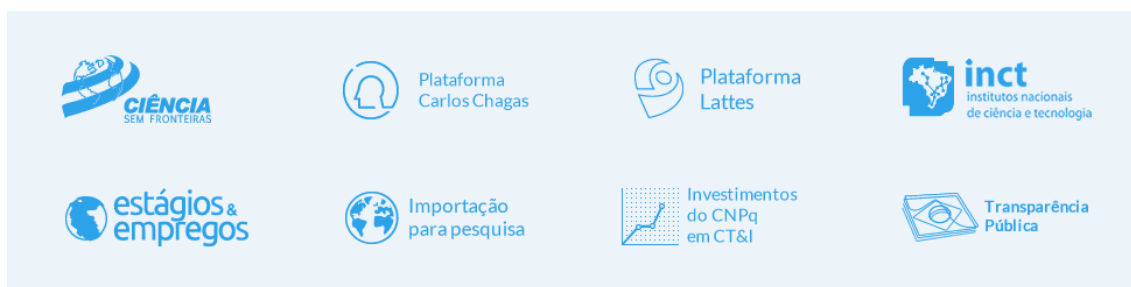 CIÊNCIA
SEM FRONTEIRAS
Plataforma
Carlos Chagas
Plataforma
Lattes
inct
institutos nacionais
de ciência e tecnologia
estágios &
empregos
Importação
para pesquisa
Investimentos
do CNPq
em CT&I
Transparência
Pública